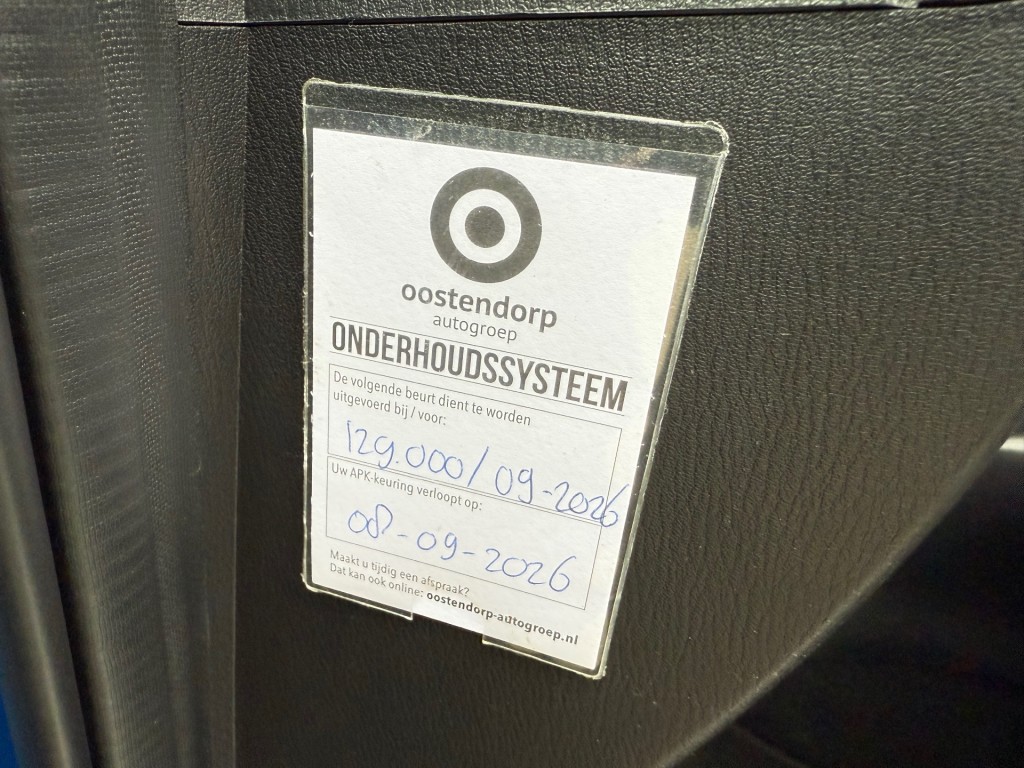 oostendorp
autogroep
ONDERHOUDSSYSTEEM
De volgende beurt dient te worden
uitgevoerd bij / voor:
129.000 / 09-2026
Uw APK-keuring verloopt op:
08-09-2026
Maakt u tijdig een afspraak?
Dat kan ook online: oostendorp-autogroep.nl